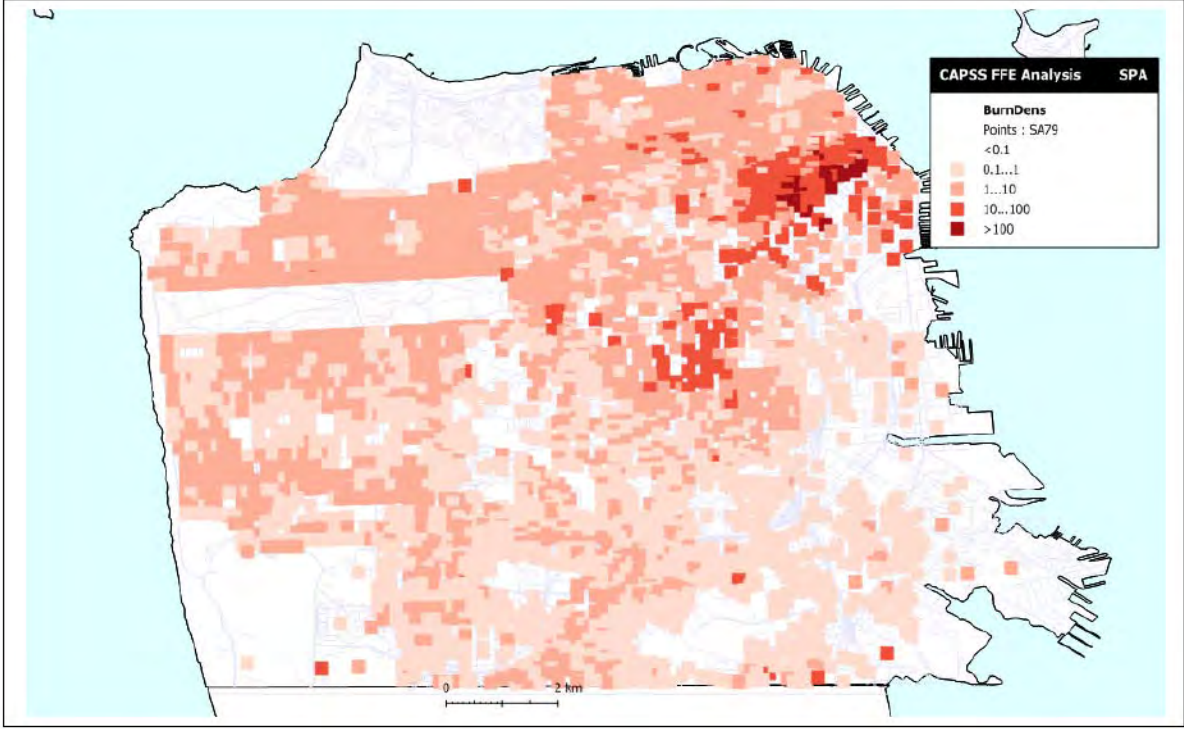 CAPSS FFE Analysis SPA
BurnDens
Points : SA79
<0.1
0.1...1
1...10
10...100
>100
0 2 km